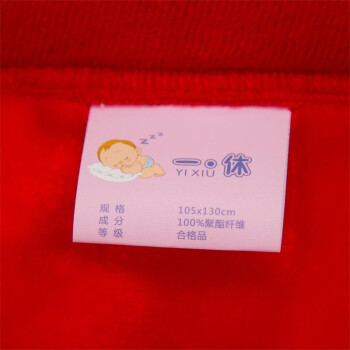 zzz
一休
YI XIU
规格 105x130cm
成分 100%聚酯纤维
等级 合格品